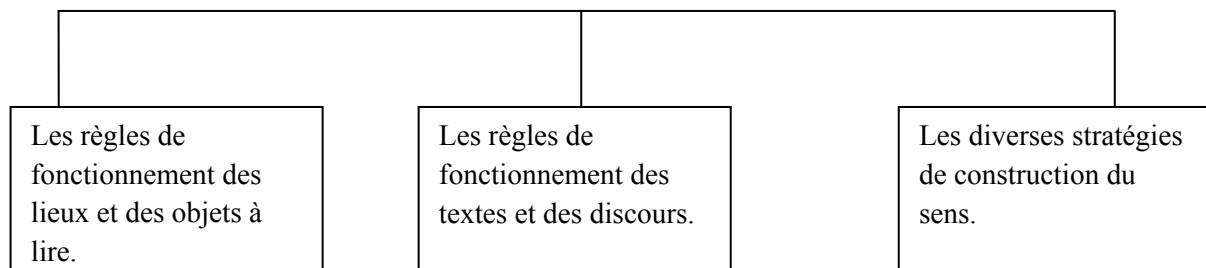 Les règles de
fonctionnement des
lieux et des objets à
lire.
Les règles de
fonctionnement des
textes et des discours.
Les diverses stratégies
de construction du
sens.